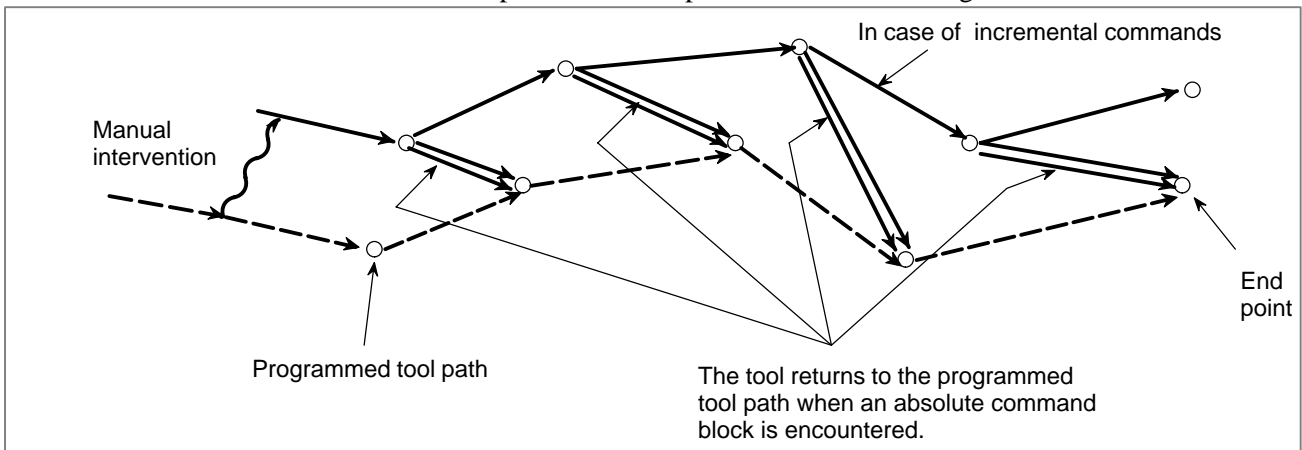 In case of incremental commands
Manual
intervention
End
point
Programmed tool path
The tool returns to the programmed
tool path when an absolute command
block is encountered.